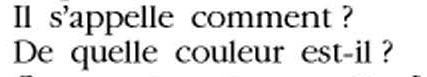 Il s'appelle comment ?
De quelle couleur est-il ?